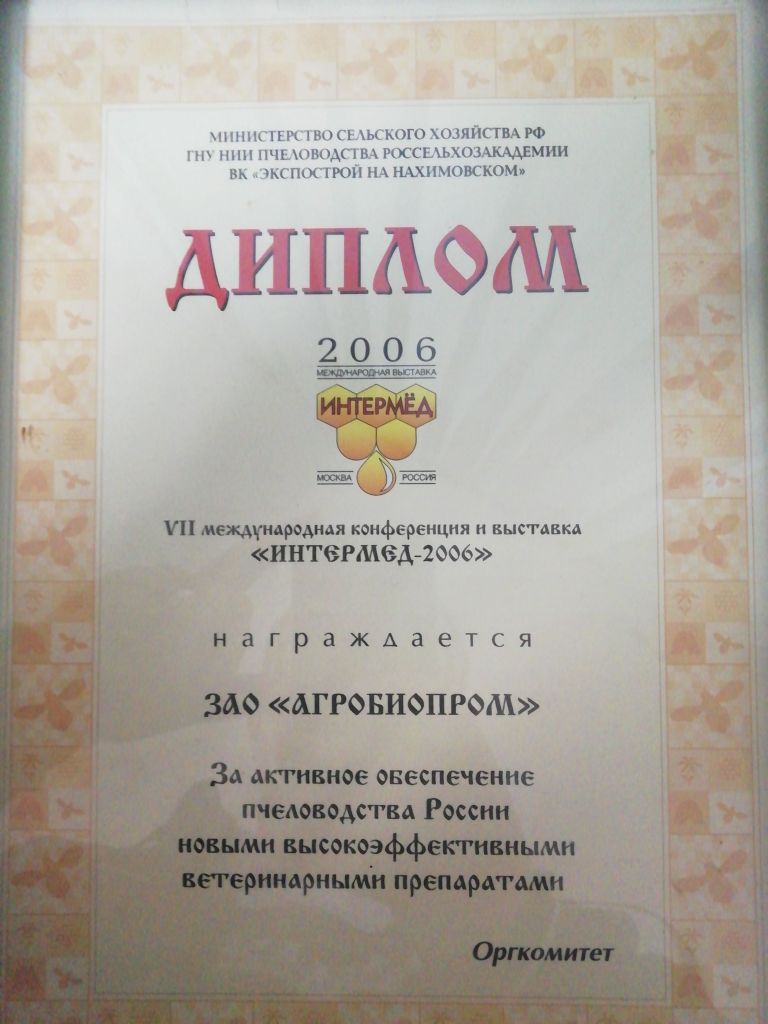 МИНИСТЕРСТВО СЕЛЬСКОГО ХОЗЯЙСТВА РФ
ГНУ НИИ ПЧЕЛОВОДСТВА РОССЕЛЬХОЗАКАДЕМИИ
ВК «ЭКСПОСТРОЙ НА НАХИМОВСКОМ»
ДИПЛОМ
2006
МЕЖДУНАРОДНАЯ ВЫСТАВКА
ИНТЕРМЁД
МОСКВА РОССИЯ
VII международная конференция и выставка
«ИНТЕРМЕД-2006»
награждается
ЗАО «АГРОБИОПРОМ»
За активное обеспечение
пчеловодства России
новыми высокоэффективными
ветеринарными препаратами
Оргкомитет